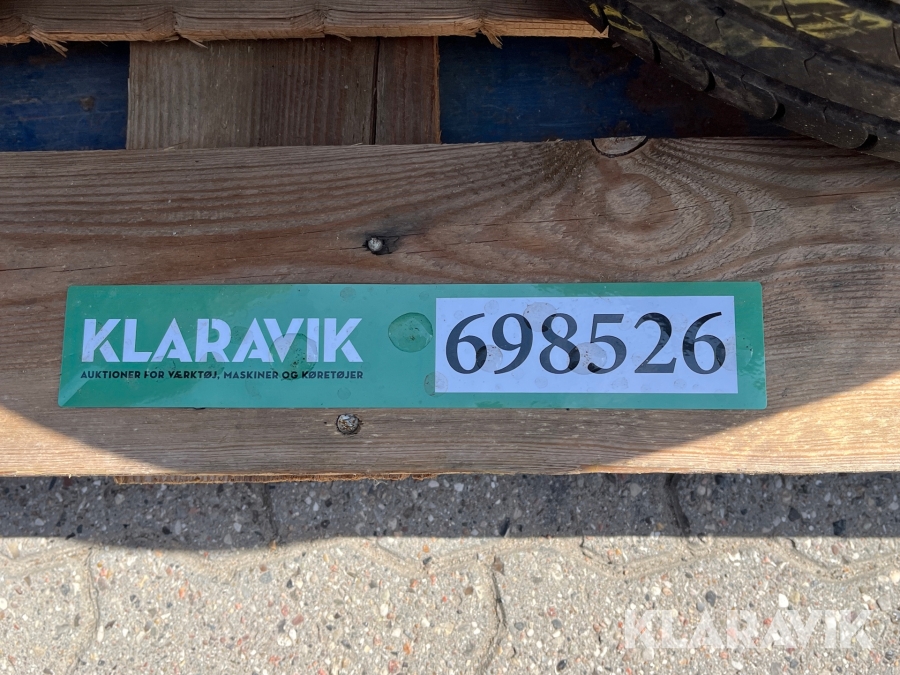 KLARAVIK
AUKTIONER FOR VÆRKTØJ, MASKINER OG KØRETØJER
698526
KLARAVIK